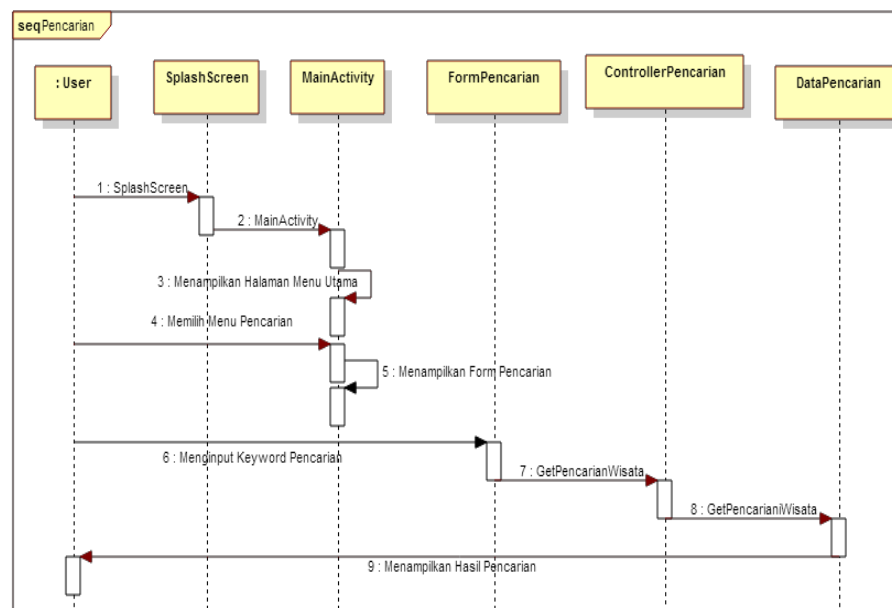 seqPencarian
: User
SplashScreen
MainActivity
FormPencarian
ControllerPencarian
DataPencarian
1 : SplashScreen
2 : MainActivity
3 : Menampilkan Halaman Menu Utama
4 : Memilih Menu Pencarian
5 : Menampilkan Form Pencarian
6 : Menginput Keyword Pencarian
7 : GetPencarianWisata
8 : GetPencarianiWisata
9 : Menampilkan Hasil Pencarian